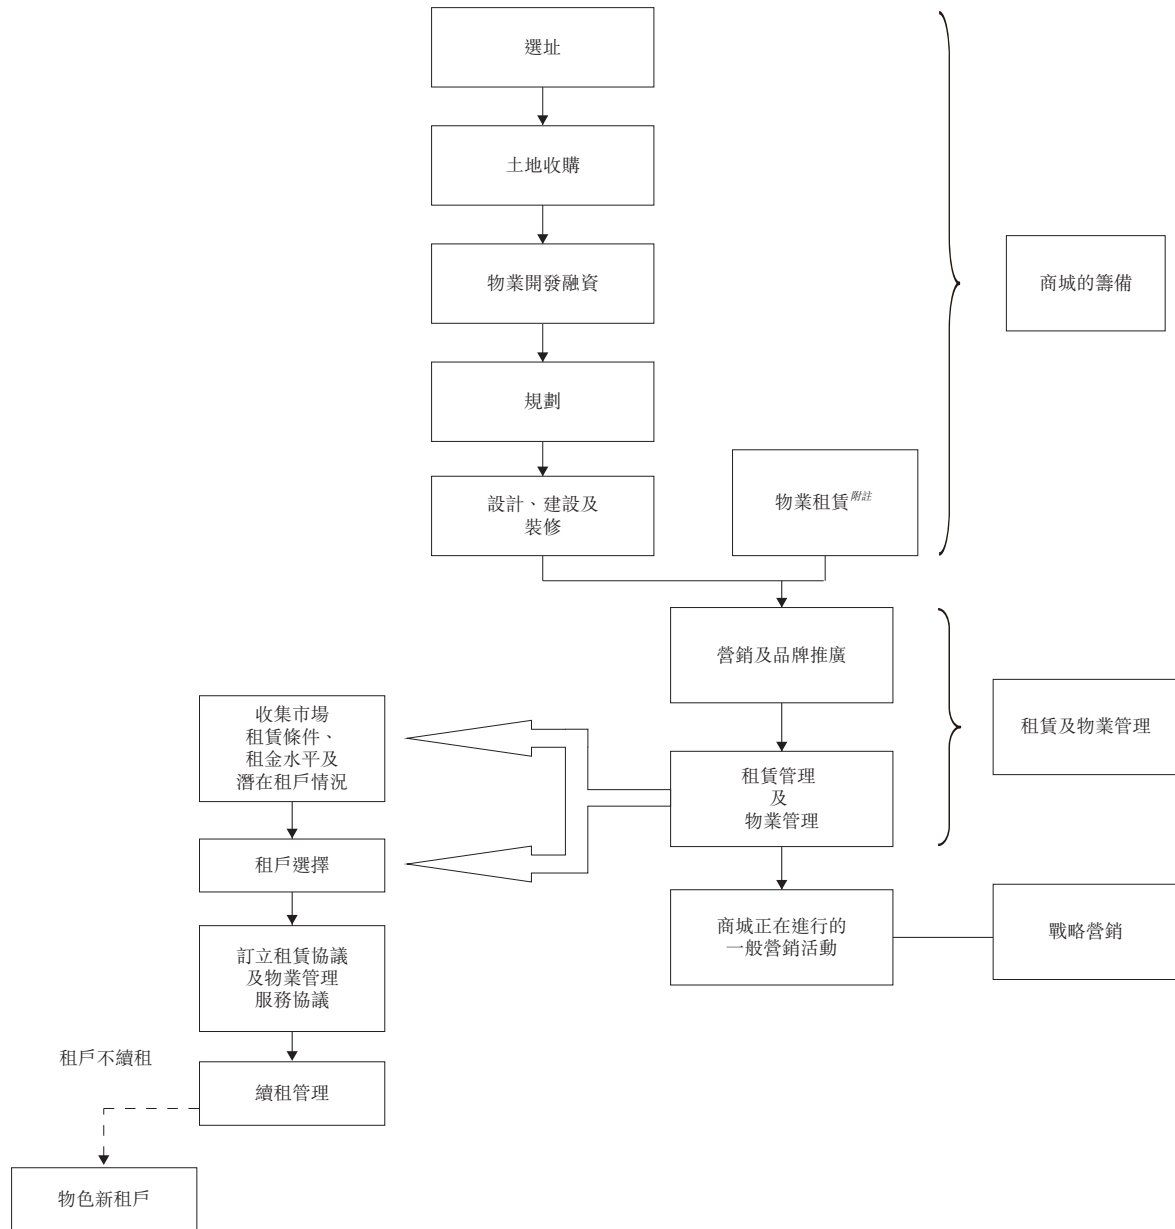 選址
土地收購
物業開發融資
商城的籌備
規劃
設計、建設及
裝修
物業租賃附註
營銷及品牌推廣
租賃及物業管理
收集市場
租賃條件、
租金水平及
潛在租戶情況
租賃管理
及
物業管理
租戶選擇
商城正在進行的
一般營銷活動
戰略營銷
訂立租賃協議
及物業管理
服務協議
租戶不續租
續租管理
物色新租戶